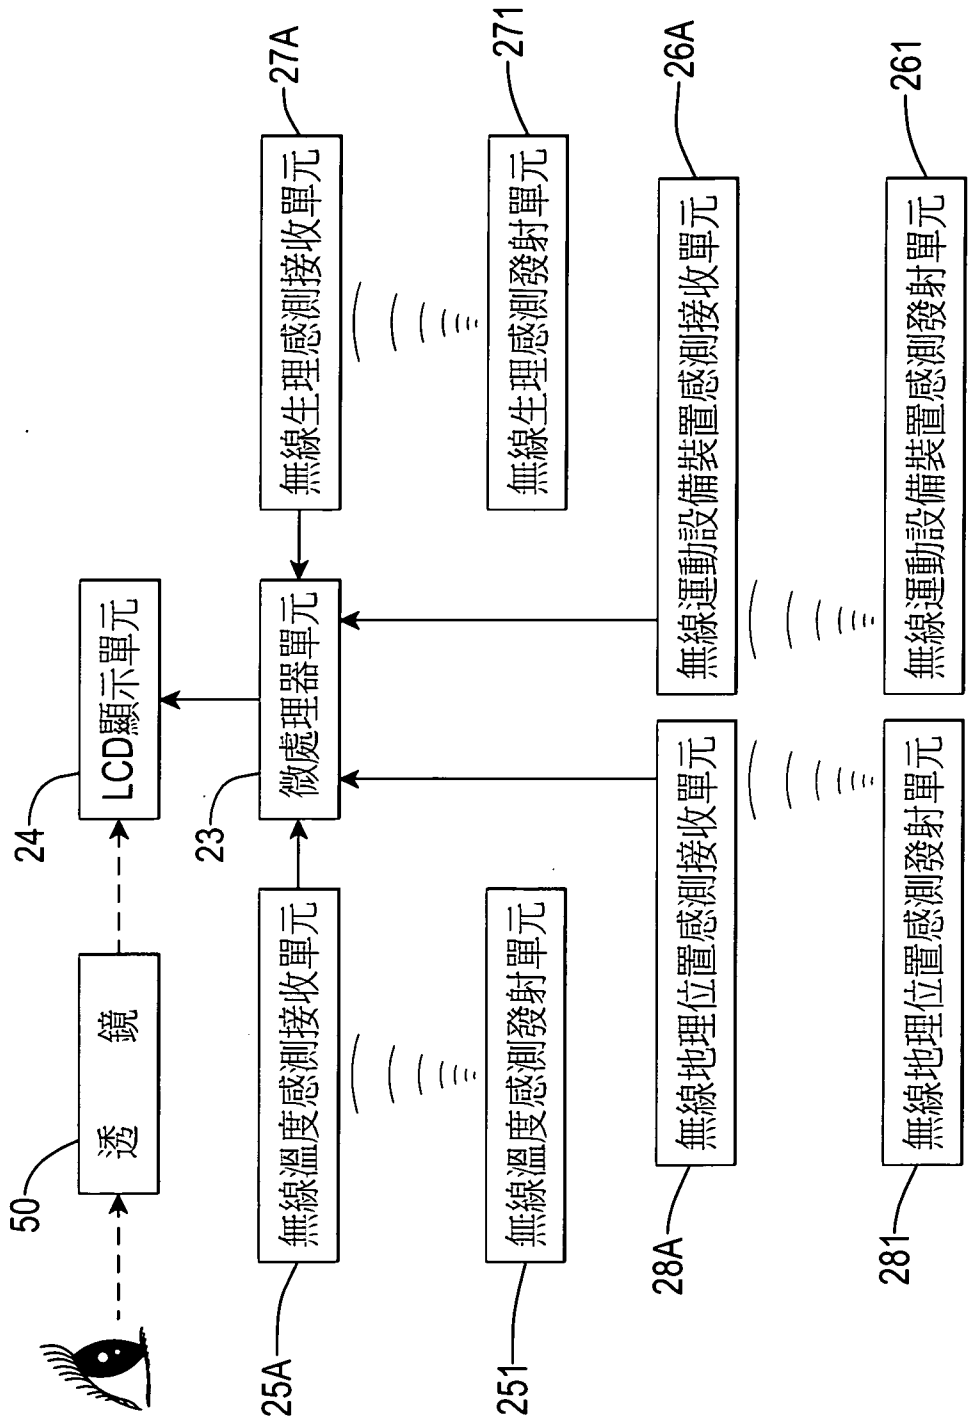 50
透 鏡
24
LCD顯示單元
25A
無線溫度感測接收單元
23
微處理器單元
無線生理感測接收單元
27A
251
無線溫度感測發射單元
無線生理感測發射單元
271
28A
無線地理位置感測接收單元
無線運動設備裝置感測接收單元
26A
281
無線地理位置感測發射單元
無線運動設備裝置感測發射單元
261